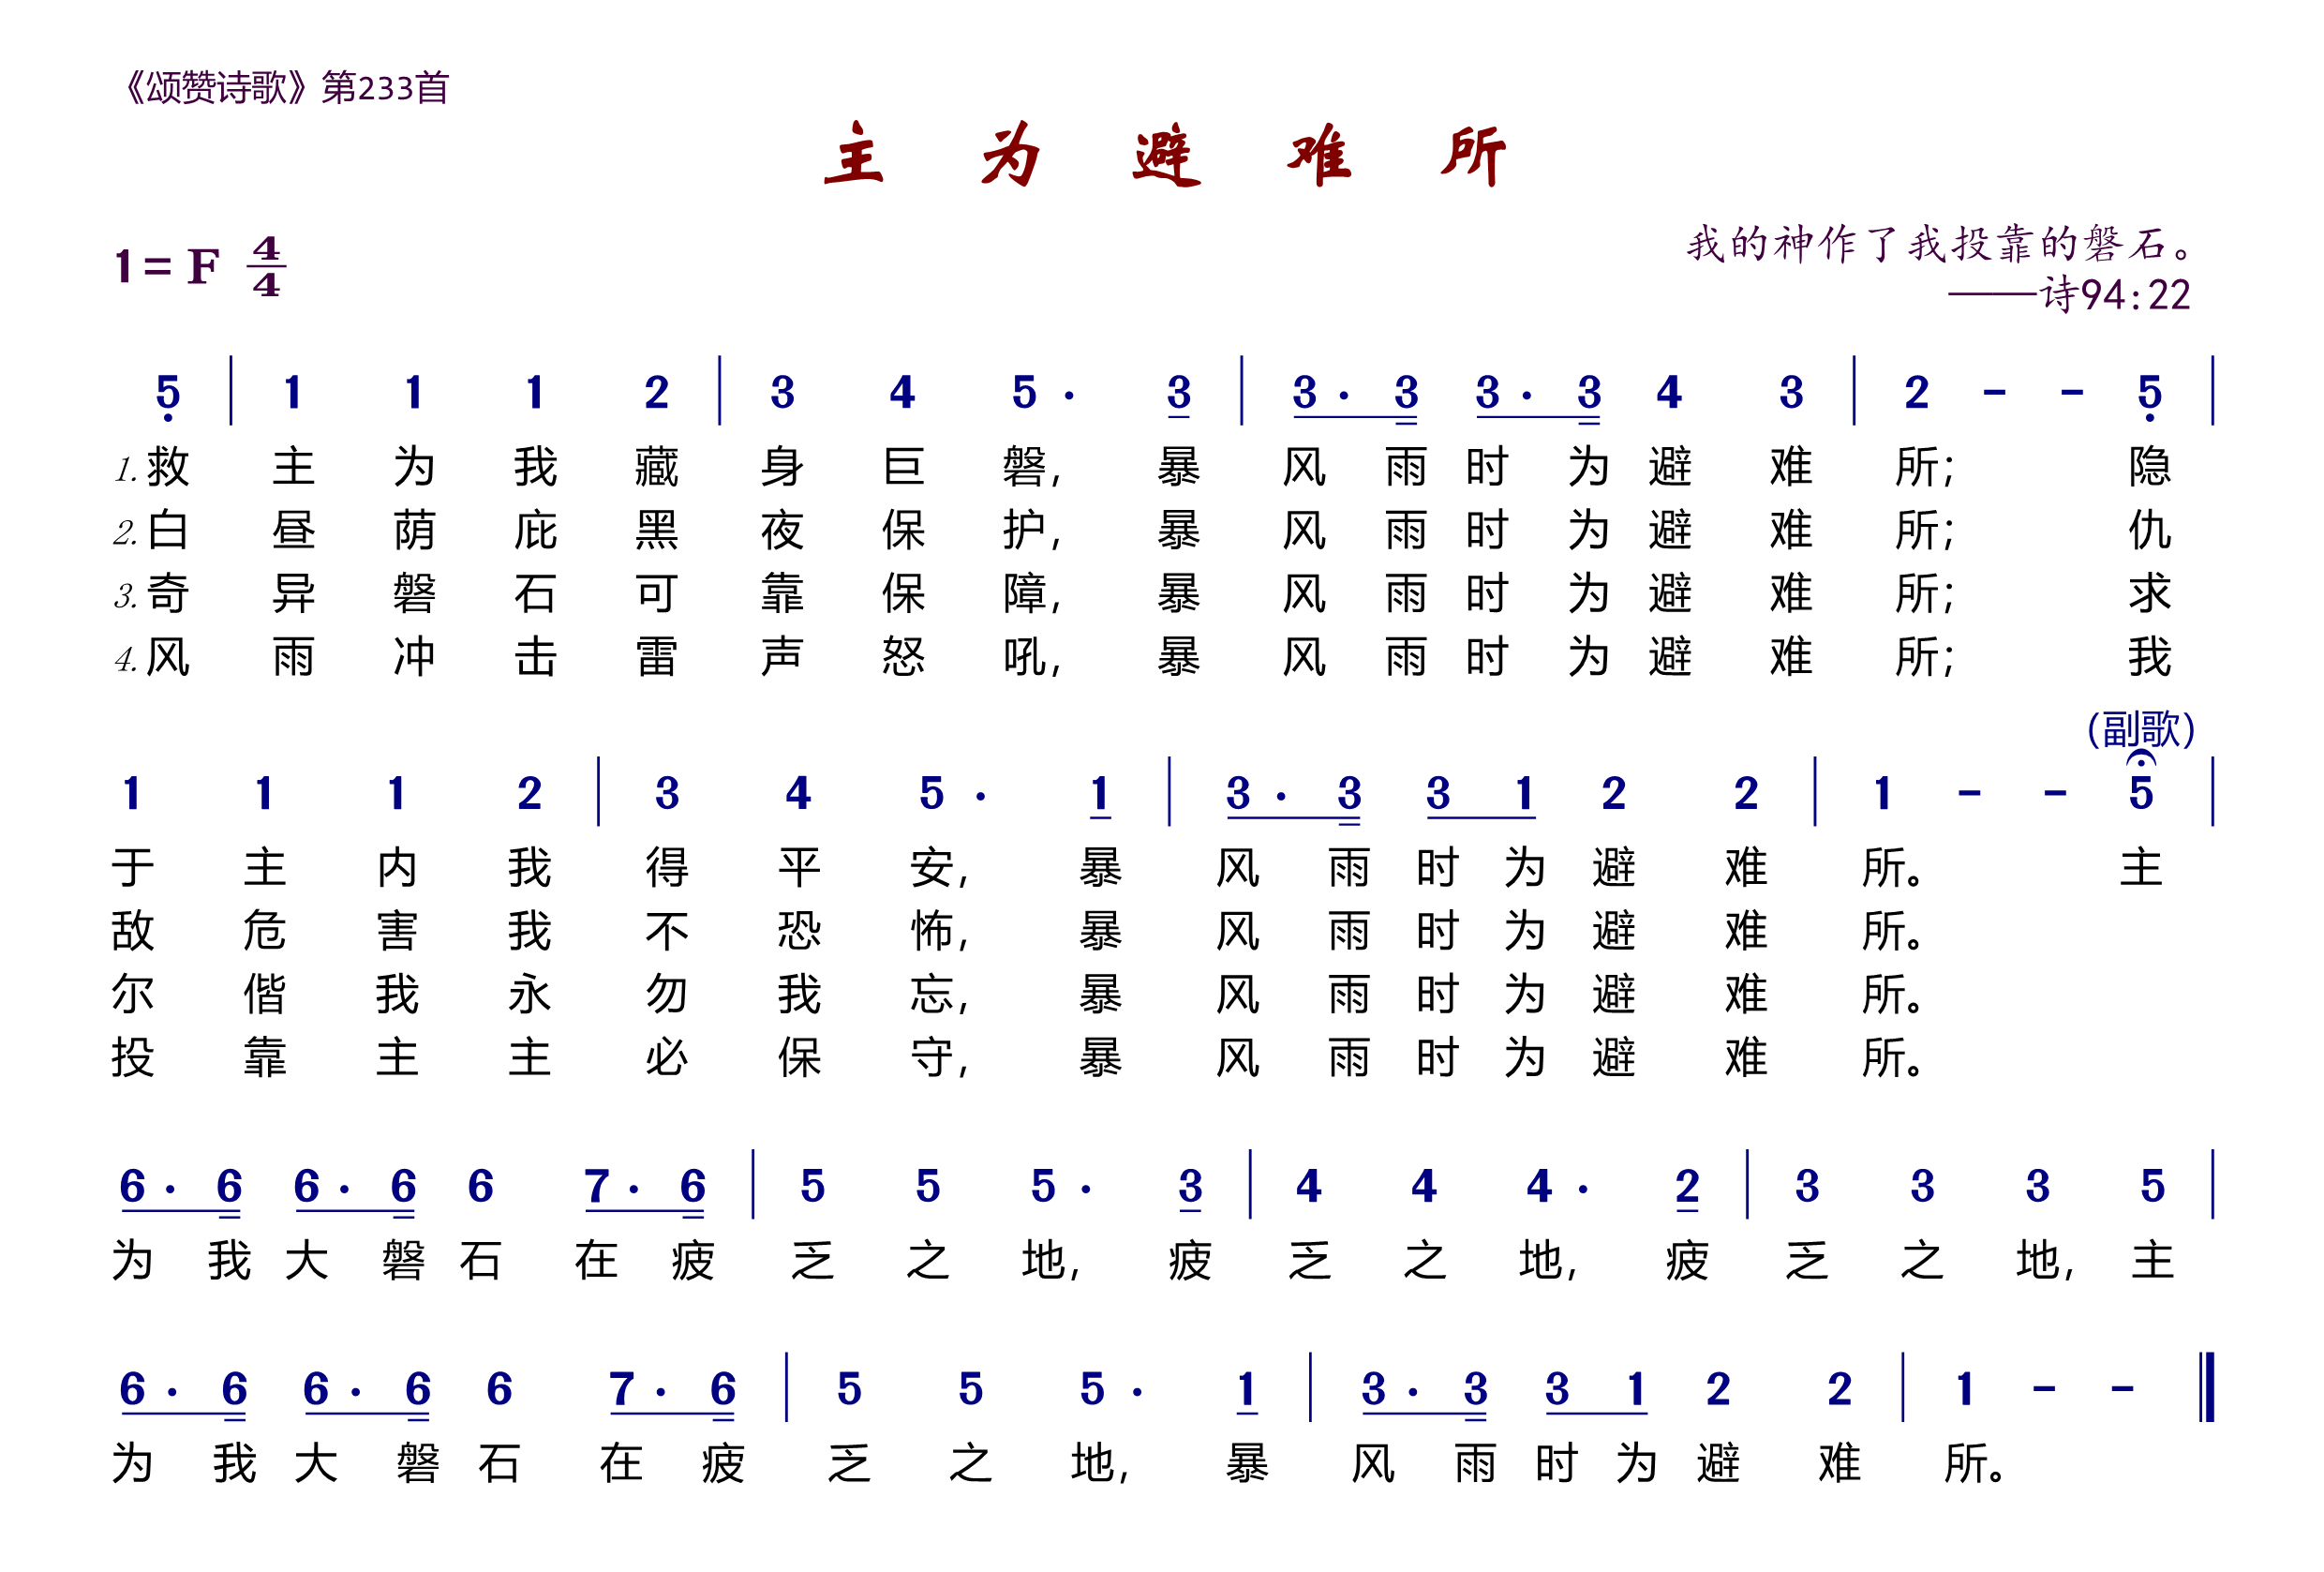 《颂赞诗歌》第233首
主为避难所
1=F 4/4
我的神作了我投靠的磐石。
——诗94:22
5 | 1 1 1 2 | 3 4 5 · 3 | 3 · 3 3 · 3 4 3 | 2 - - 5 |
1.救主为我藏身巨磐，暴风雨时为避难所；隐
2.白昼荫庇黑夜保护，暴风雨时为避难所；仇
3.奇异磐石可靠保障，暴风雨时为避难所；求
4.风雨冲击雷声怒吼，暴风雨时为避难所；我
(副歌)
1 1 1 2 | 3 4 5 · 1 | 3 · 3 3 1 2 2 | 1 - - 5 |
于主内我得平安，暴风雨时为避难所。主
敌危害我不恐怖，暴风雨时为避难所。
尔偕我永勿我忘，暴风雨时为避难所。
投靠主主必保守，暴风雨时为避难所。
6 · 6 6 · 6 6 7 · 6 | 5 5 5 · 3 | 4 4 4 · 2 | 3 3 3 5 |
为我大磐石在疲乏之地，疲乏之地，疲乏之地，主
6 · 6 6 · 6 6 7 · 6 | 5 5 5 · 1 | 3 · 3 3 1 2 2 | 1 - - ‖
为我大磐石在疲乏之地，暴风雨时为避难所。